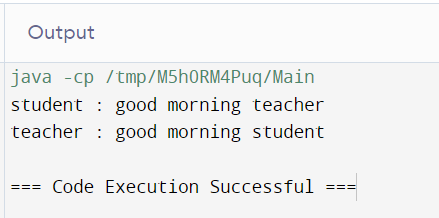 Output
java -cp /tmp/M5hORM4Puq/Main
student : good morning teacher
teacher : good morning student
=== Code Execution Successful ===